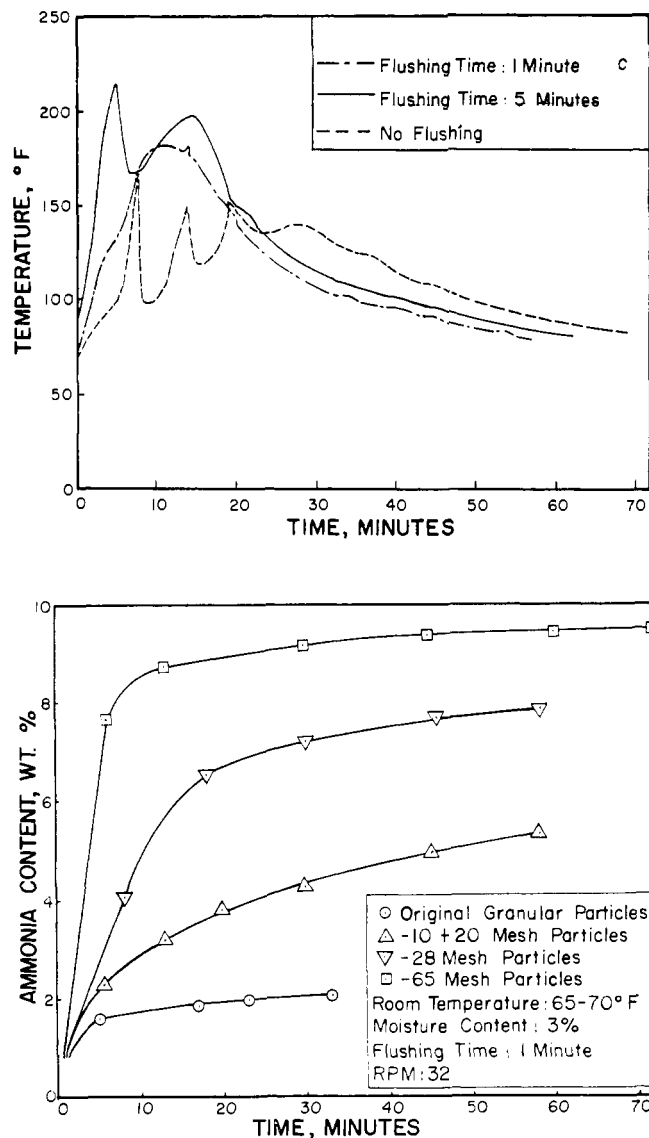 250
200
150
100
50
0
TEMPERATURE, °F
Flushing Time : 1 Minute C
Flushing Time : 5 Minutes
No Flushing
0 10 20 30 40 50 60 70
TIME, MINUTES
10
8
6
4
2
0
AMMONIA CONTENT, WT. %
Original Granular Particles
-10 + 20 Mesh Particles
-28 Mesh Particles
-65 Mesh Particles
Room Temperature : 65-70°F
Moisture Content : 3%
Flushing Time : 1 Minute
RPM : 32
0 10 20 30 40 50 60 70
TIME, MINUTES